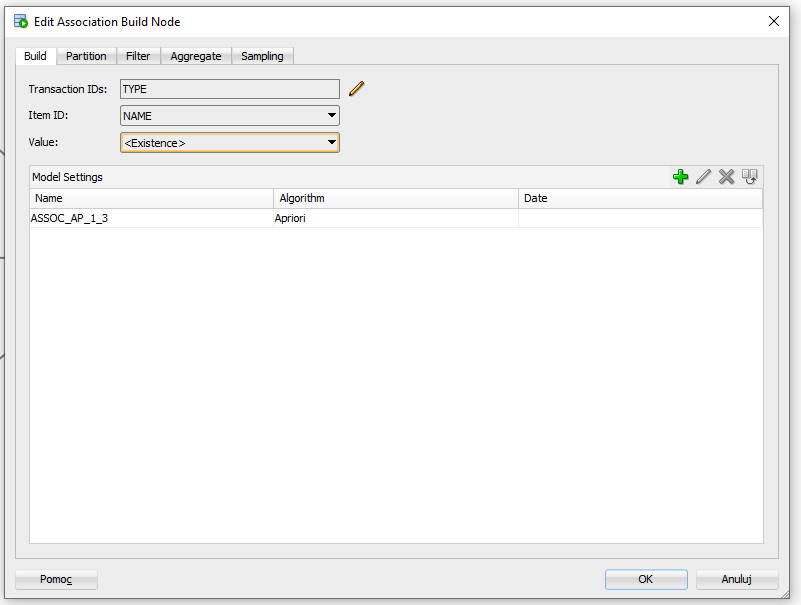 Edit Association Build Node
Build Partition Filter Aggregate Sampling
Transaction IDs: TYPE
Item ID: NAME
Value: <Existence>
Model Settings
Name Algorithm Date
ASSOC_AP_1_3 Apriori
Pomoc OK Anuluj